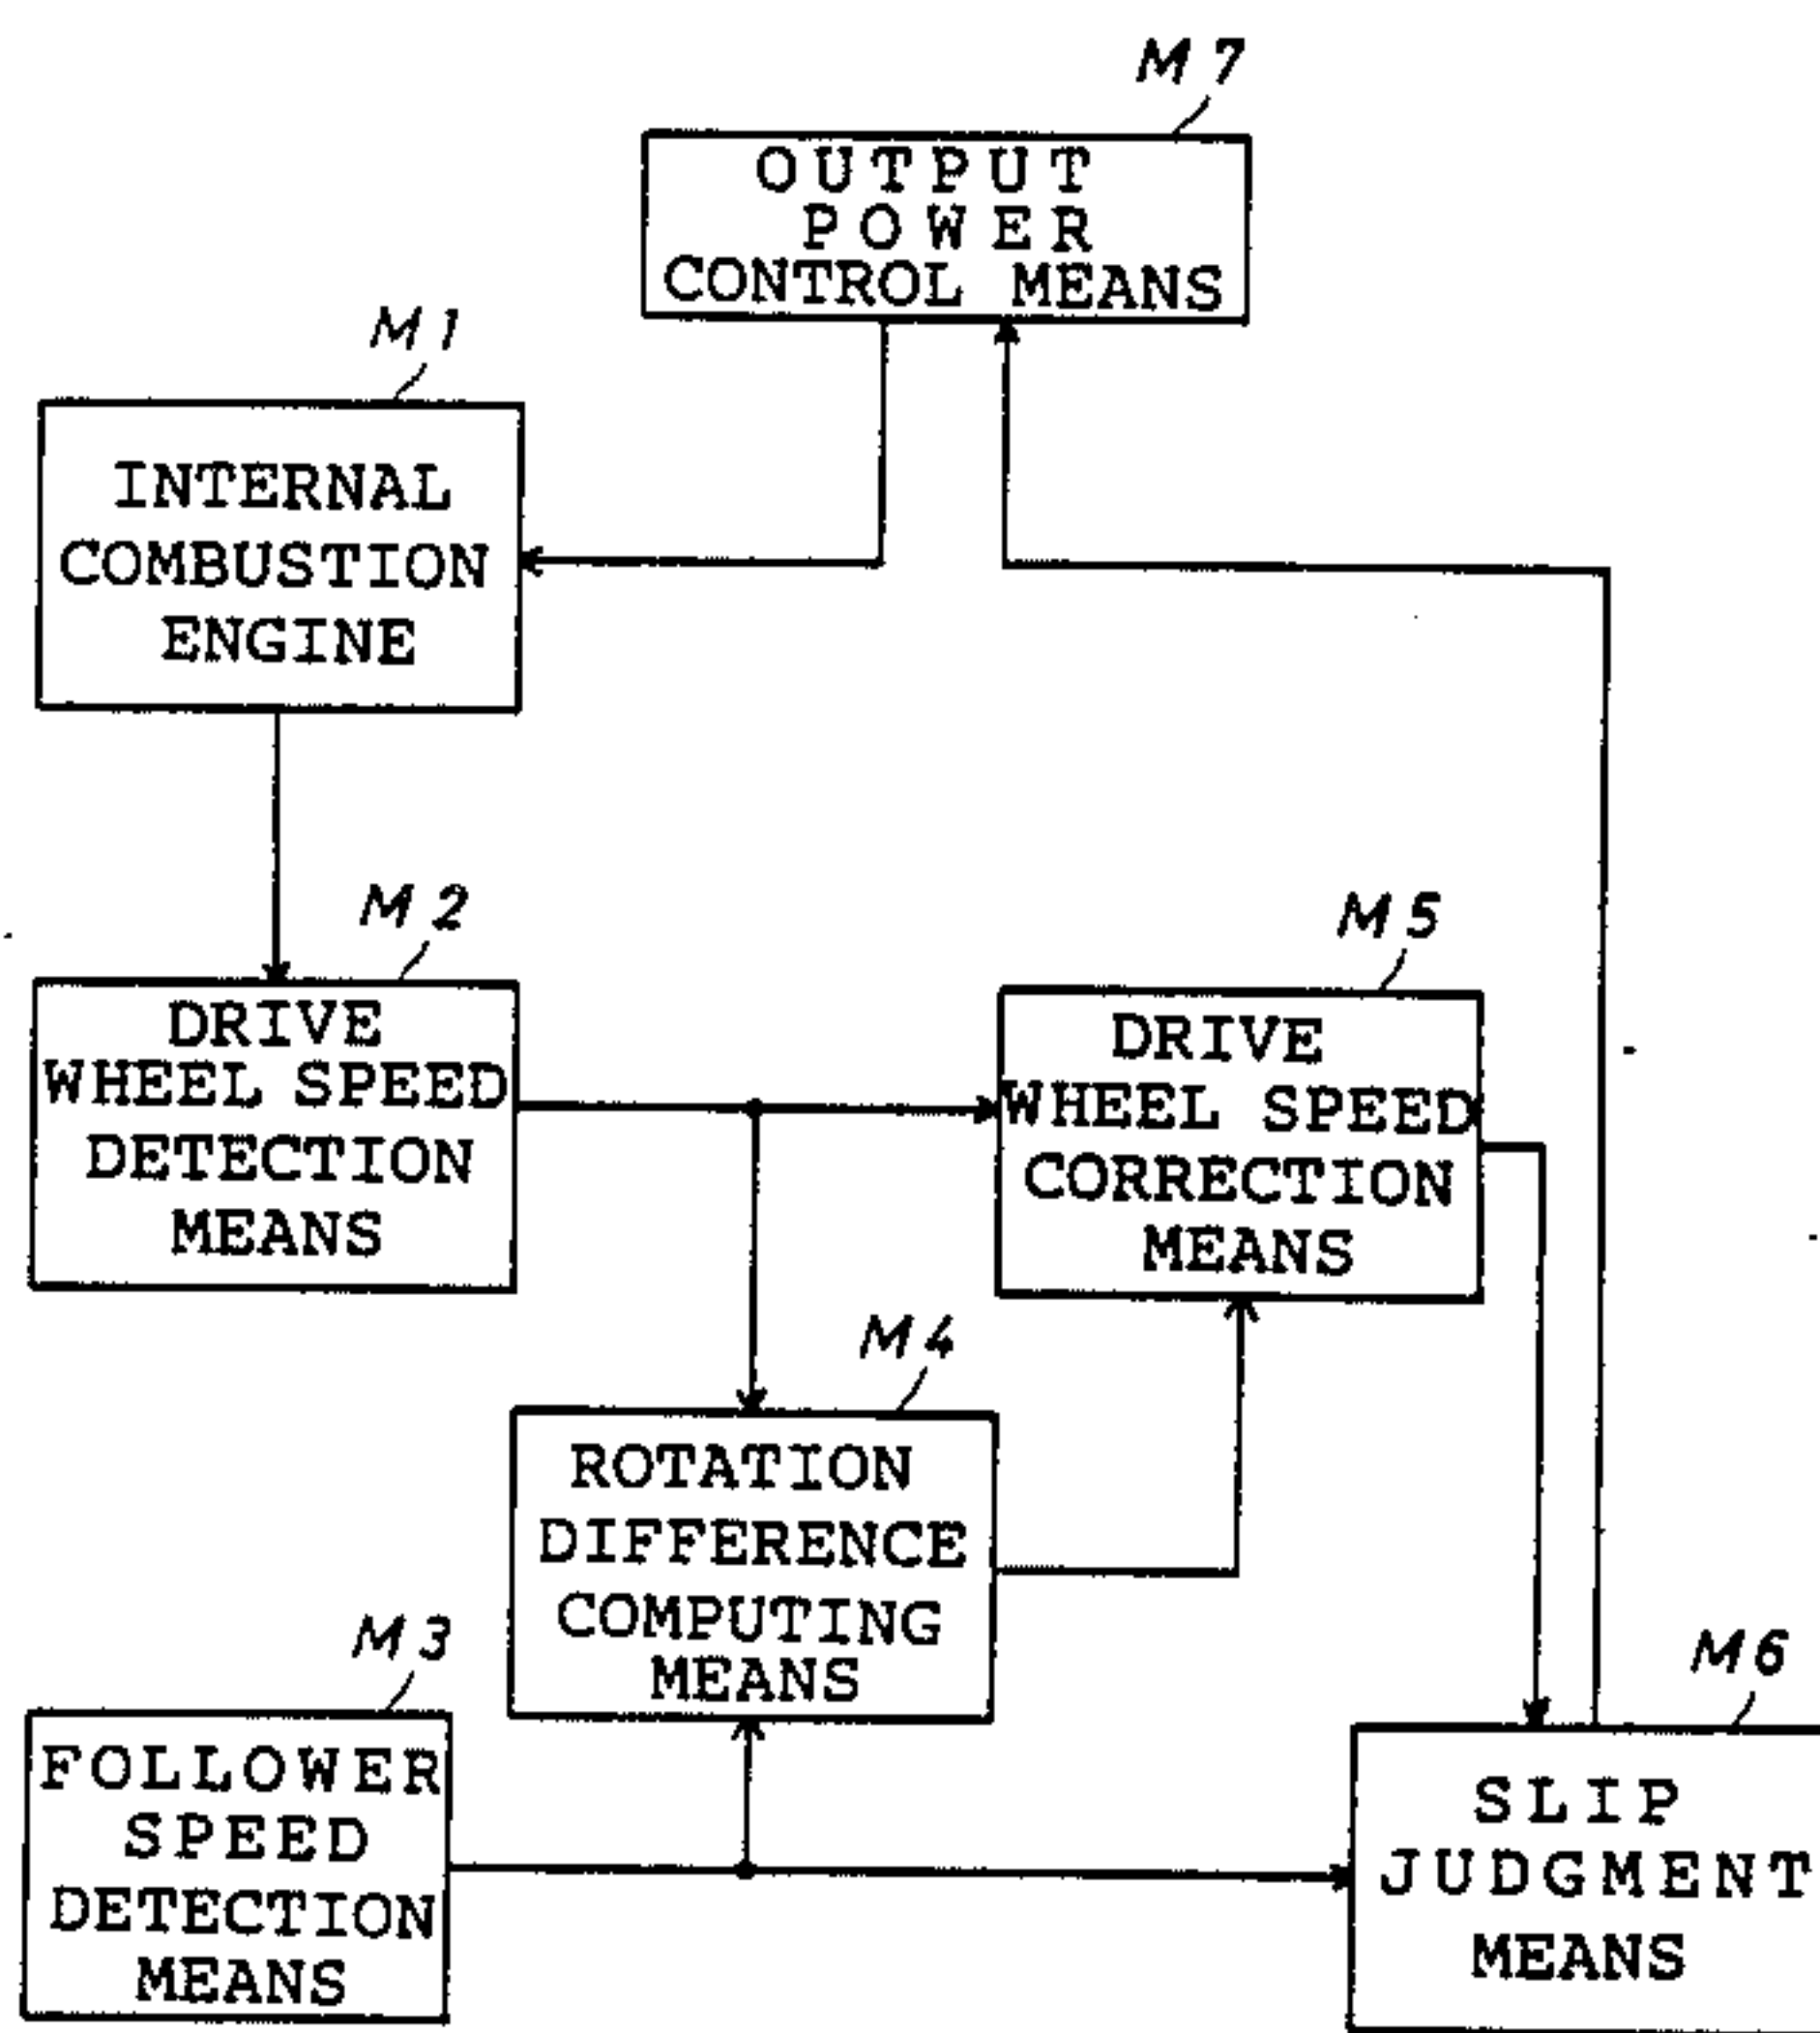 M7
OUTPUT
POWER
CONTROL MEANS
M1
INTERNAL
COMBUSTION
ENGINE
M2
DRIVE
WHEEL SPEED
DETECTION
MEANS
M5
DRIVE
WHEEL SPEED
CORRECTION
MEANS
M4
ROTATION
DIFFERENCE
COMPUTING
MEANS
M3
FOLLOWER
SPEED
DETECTION
MEANS
M6
SLIP
JUDGMENT
MEANS